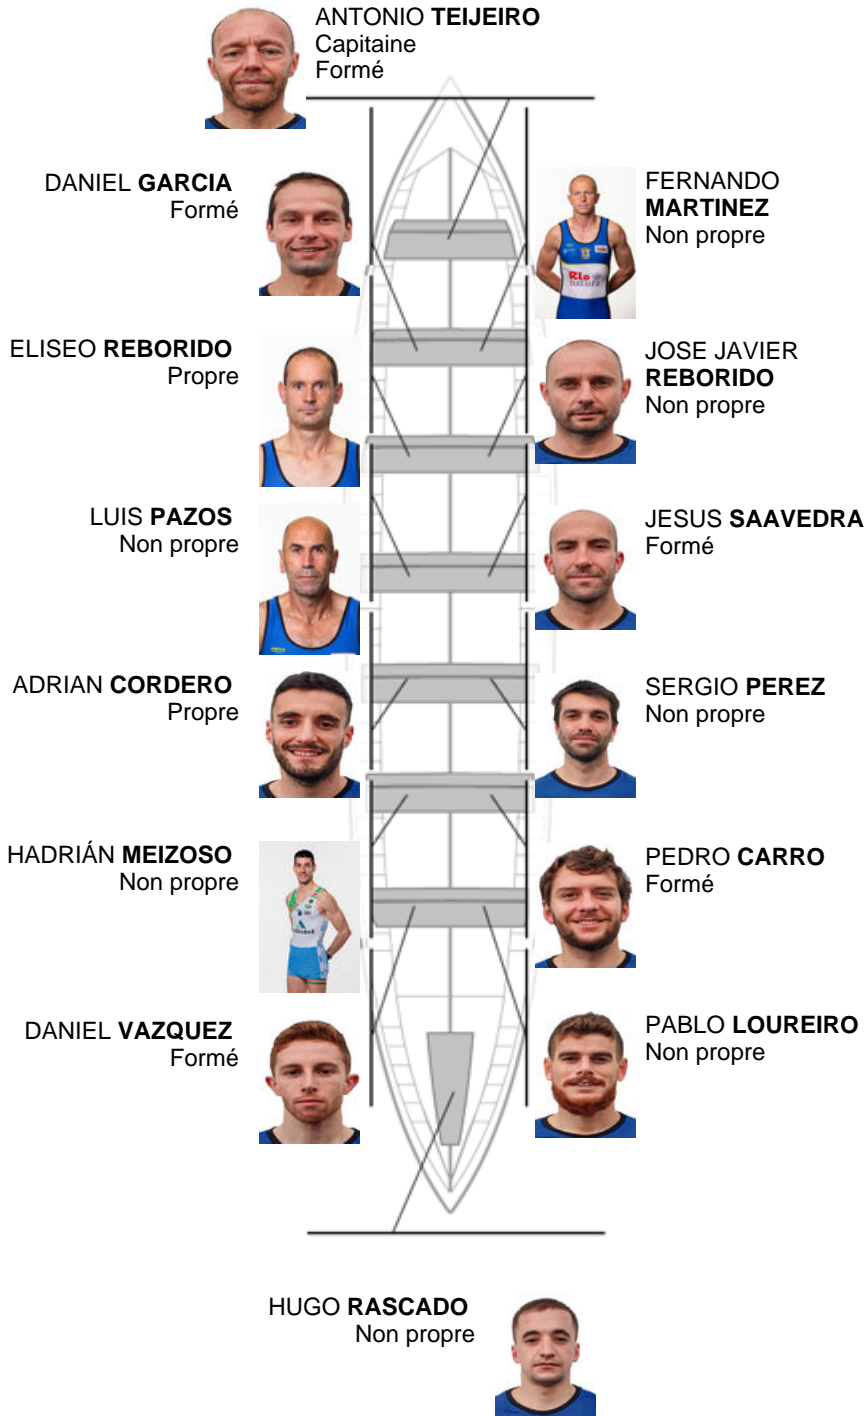 ANTONIO TEIJEIRO
Capitaine
Formé
DANIEL GARCIA
Formé
FERNANDO
MARTINEZ
Non propre
Rio
natura
ELISEO REBORIDO
Propre
JOSE JAVIER
REBORIDO
Non propre
LUIS PAZOS
Non propre
JESUS SAAVEDRA
Formé
ADRIAN CORDERO
Propre
SERGIO PEREZ
Non propre
HADRIÁN MEIZOSO
Non propre
PEDRO CARRO
Formé
DANIEL VAZQUEZ
Formé
PABLO LOUREIRO
Non propre
HUGO RASCADO
Non propre